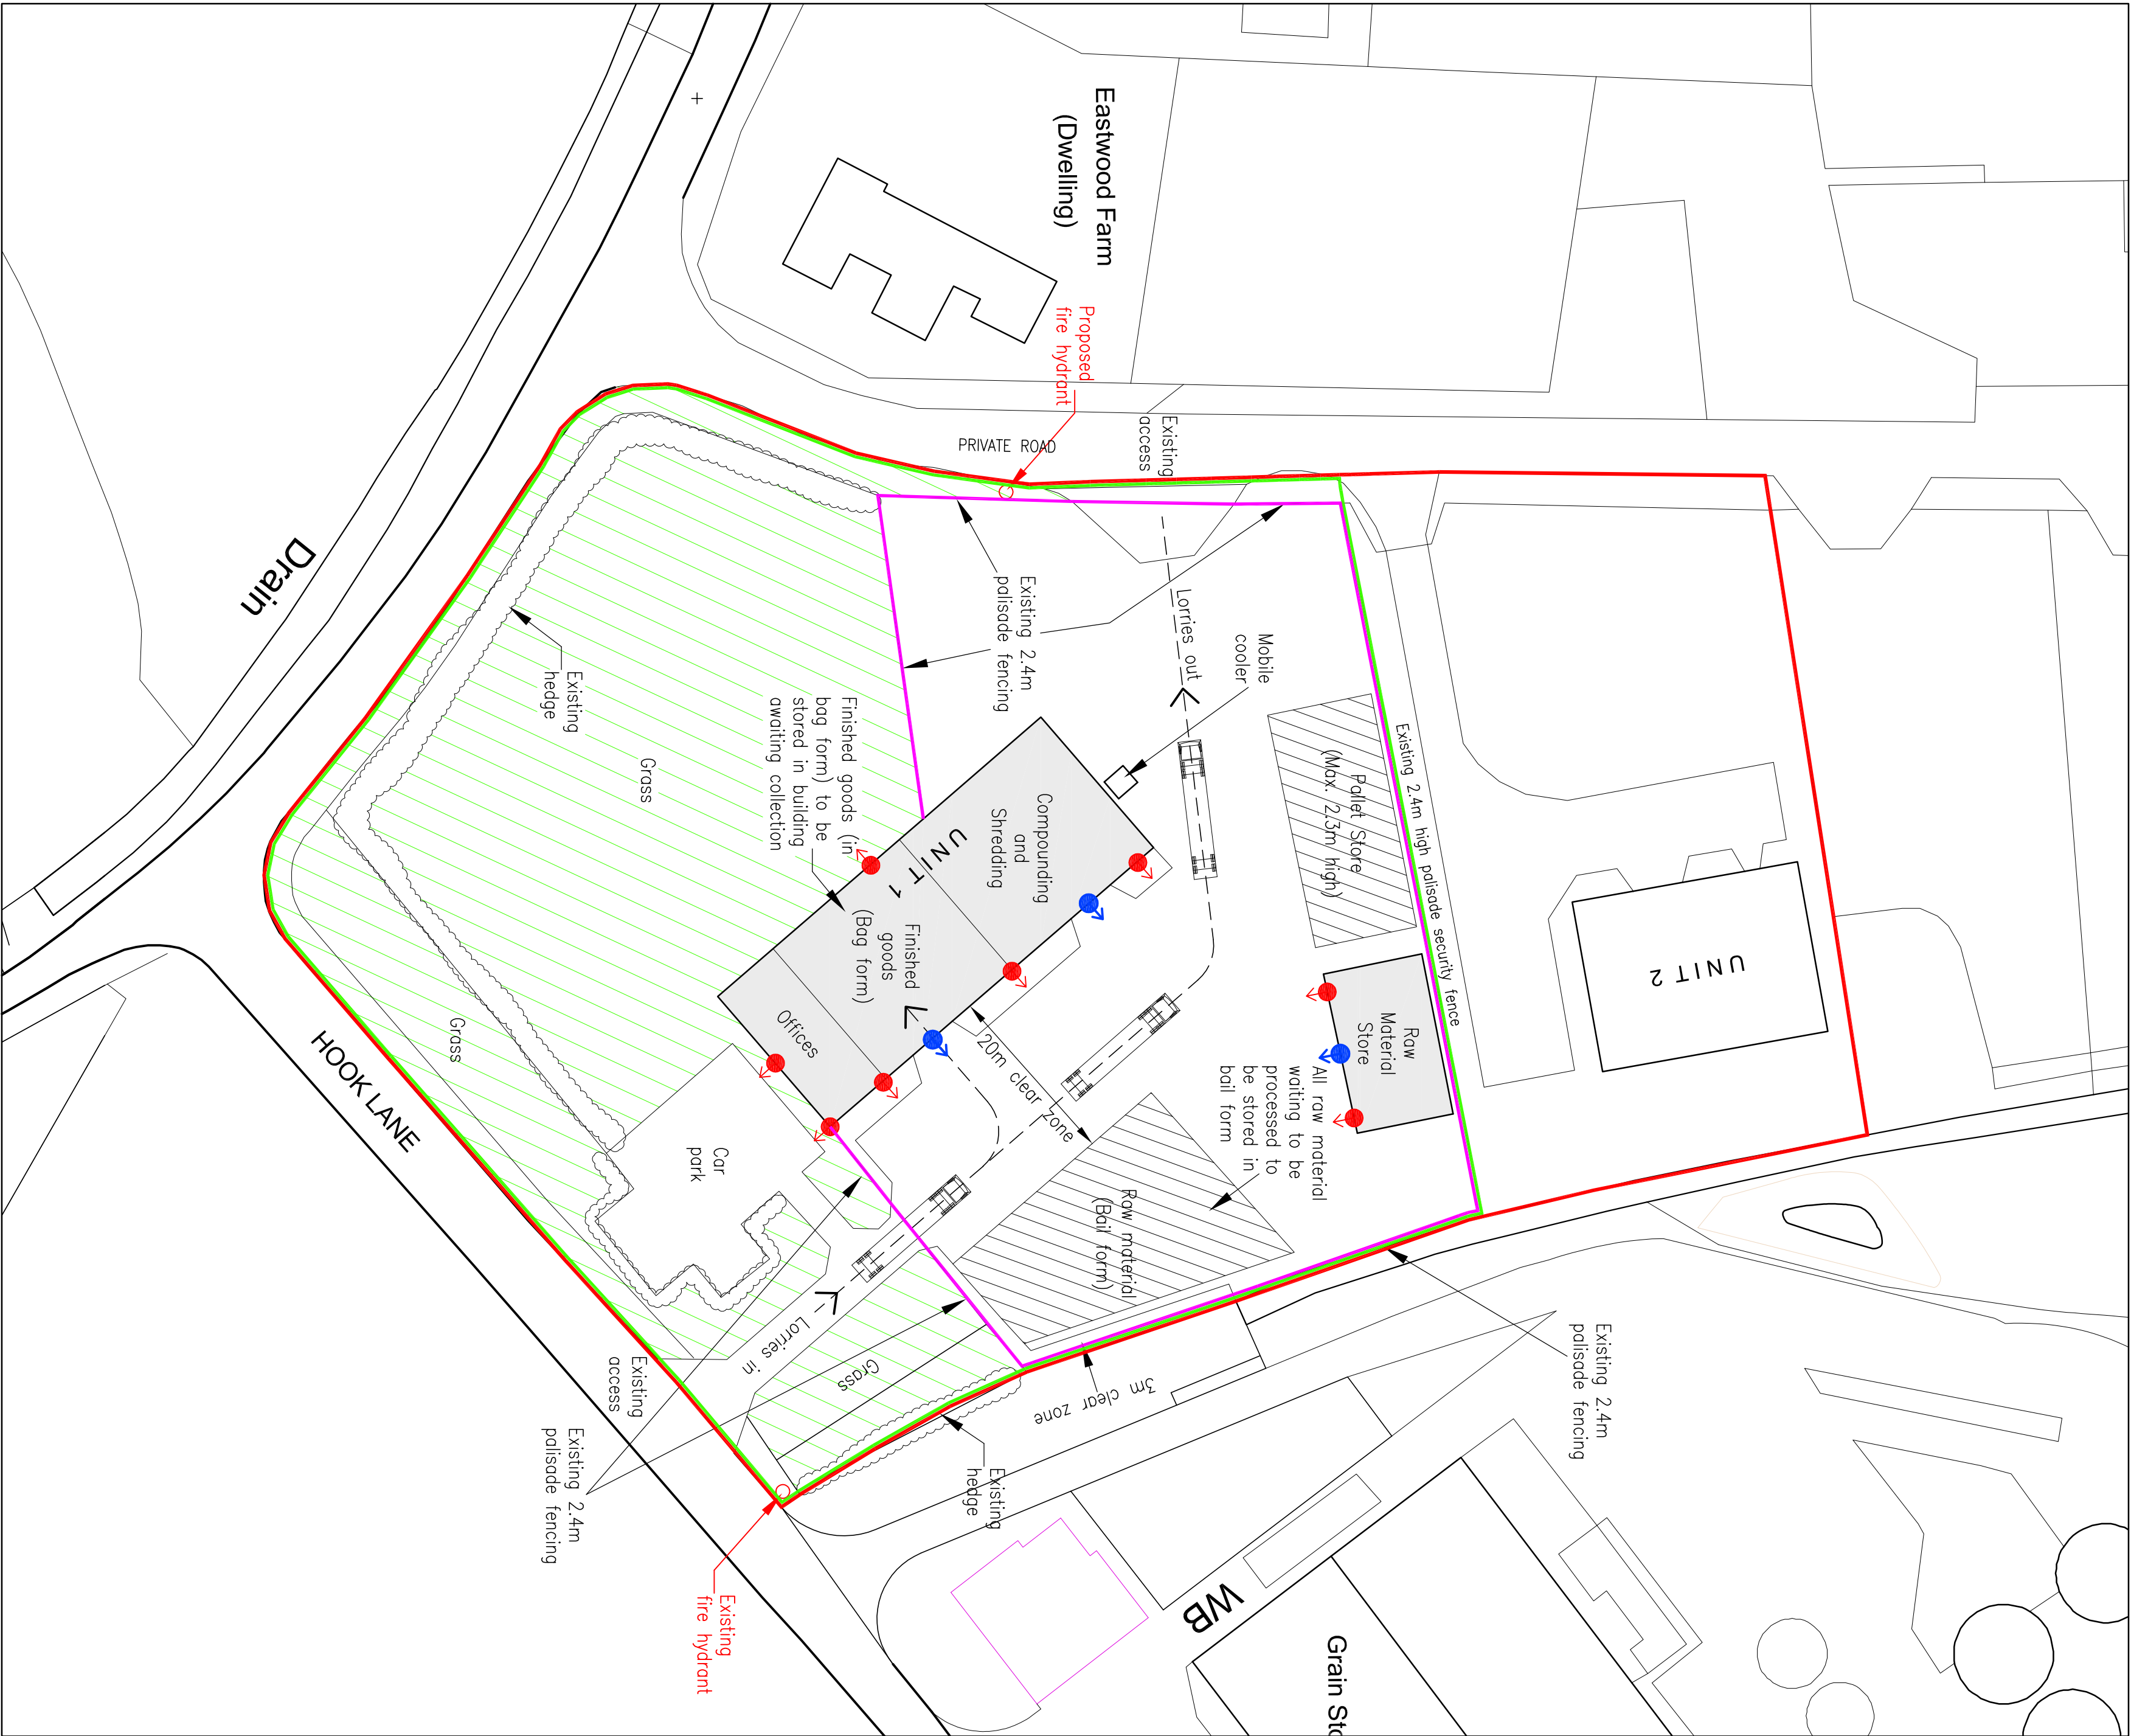 Eastwood Farm
(Dwelling)
Proposed
fire hydrant
PRIVATE ROAD
Existing
access
Drain
Existing 2.4m
palisade fencing
Lorries out
Mobile
cooler
Existing
hedge
Grass
Finished goods (in
bag form) to be
stored in building
awaiting collection
Pallet Store
(Max. 2.3m high)
Existing 2.4m high palisade security fence
Compounding
and
Shredding
UNIT 1
Finished
goods
(Bag form)
Offices
UNIT 2
Raw
Material
Store
All raw material
waiting to be
processed to
be stored in
bail form
20m clear zone
Raw material
(Bail form)
Grass
HOOK LANE
Car
park
Lorries in
Grass
3m clear zone
Existing 2.4m
palisade fencing
Existing
access
Existing 2.4m
palisade fencing
Existing
hedge
Existing
fire hydrant
WB
Grain Sto